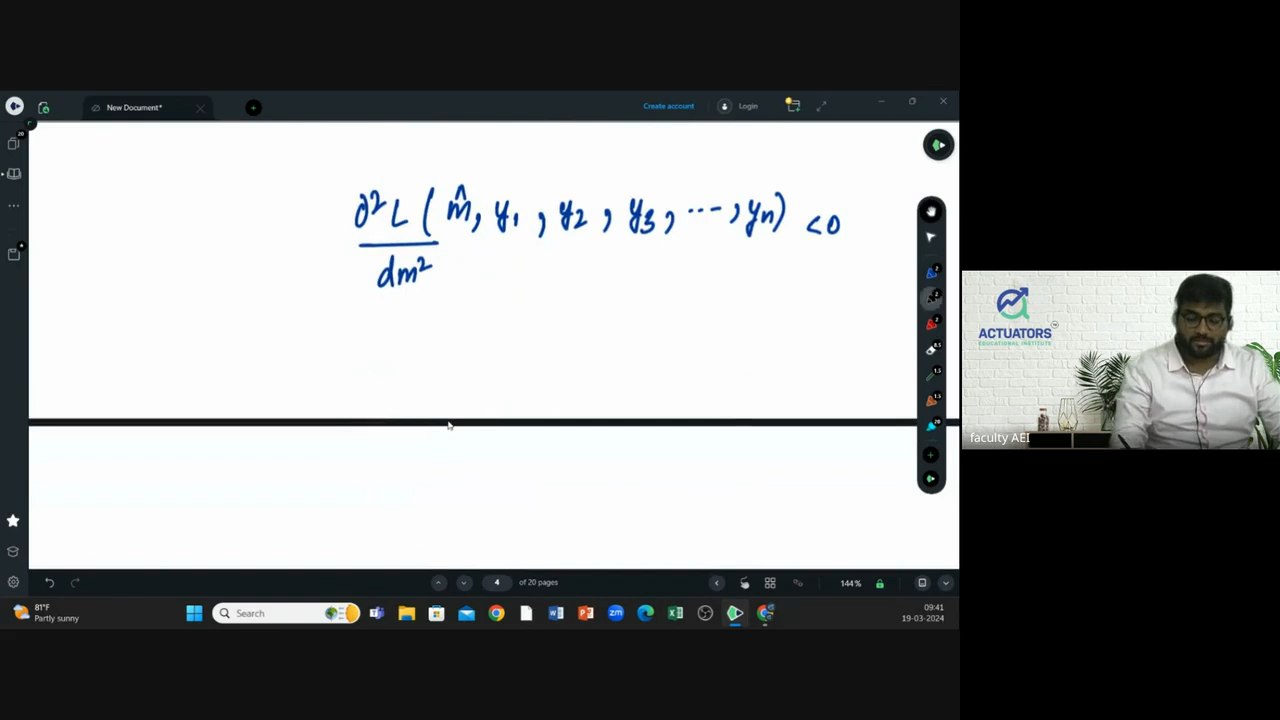 New Document*
Create account
Login
∂²L ( m̂, y₁, y₂, y₃, ..., yn) <0
dm²
ACTUATORS
EDUCATIONAL INSTITUTE
faculty AEI
4 of 20 pages
144%
81°F
Partly sunny
Search
09:41
19-03-2024